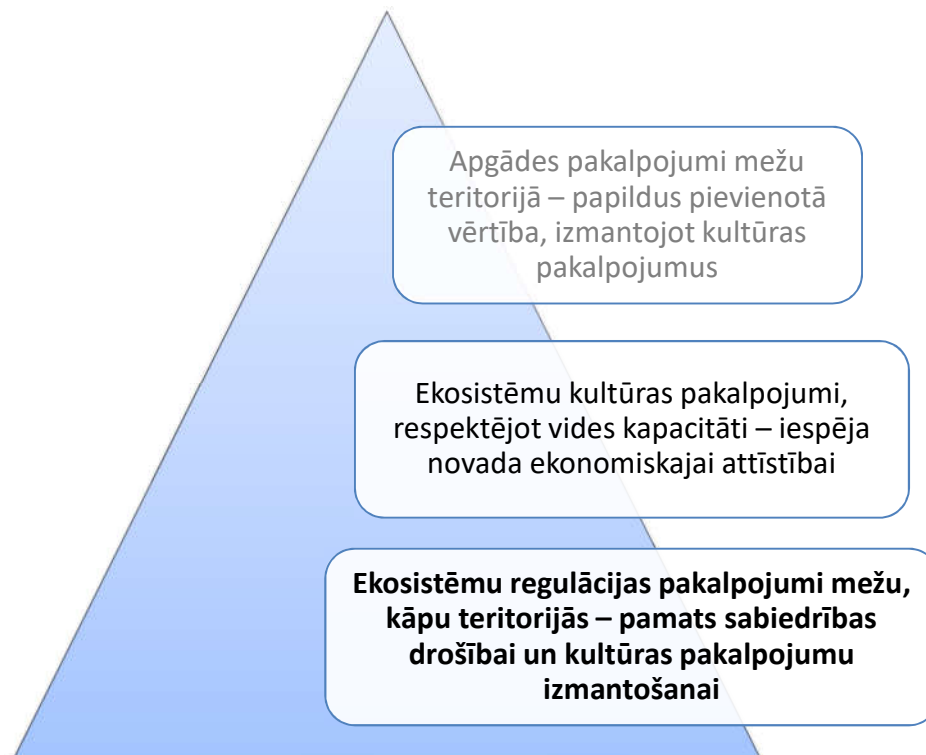 Apgādes pakalpojumi mežu
teritorijā – papildus pievienotā
vērtība, izmantojot kultūras
pakalpojumus
Ekosistēmu kultūras pakalpojumi,
respektējot vides kapacitāti – iespēja
novada ekonomiskajai attīstībai
Ekosistēmu regulācijas pakalpojumi mežu,
kāpu teritorijās – pamats sabiedrības
drošībai un kultūras pakalpojumu
izmantošanai